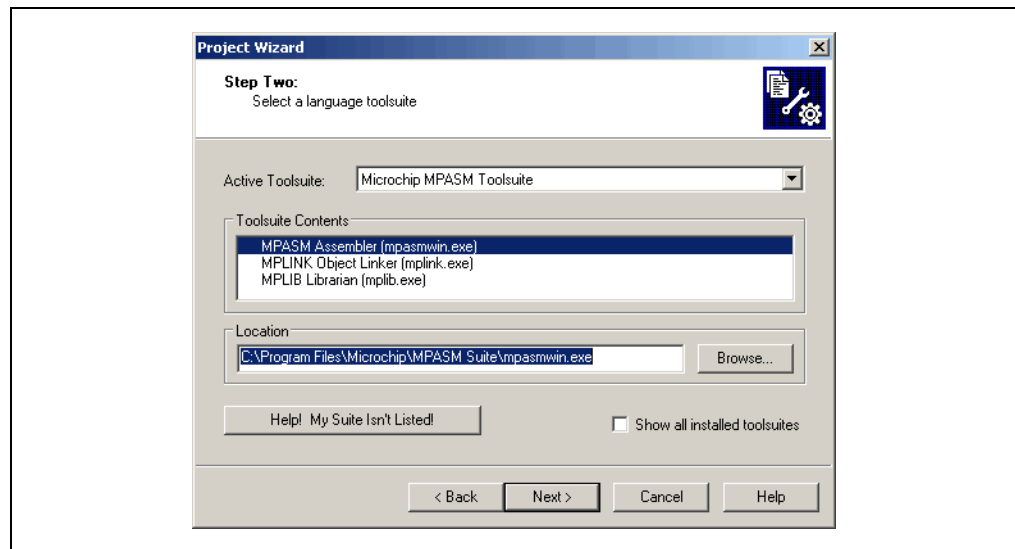 Project Wizard
Step Two:
Select a language toolsuite
Active Toolsuite: Microchip MPASM Toolsuite
Toolsuite Contents
MPASM Assembler (mpasmwin.exe)
MPLINK Object Linker (mplink.exe)
MPLIB Librarian (mplib.exe)
Location
C:\Program Files\Microchip\MPASM Suite\mpasmwin.exe Browse...
Help! My Suite Isn't Listed! Show all installed toolsuites
< Back Next > Cancel Help